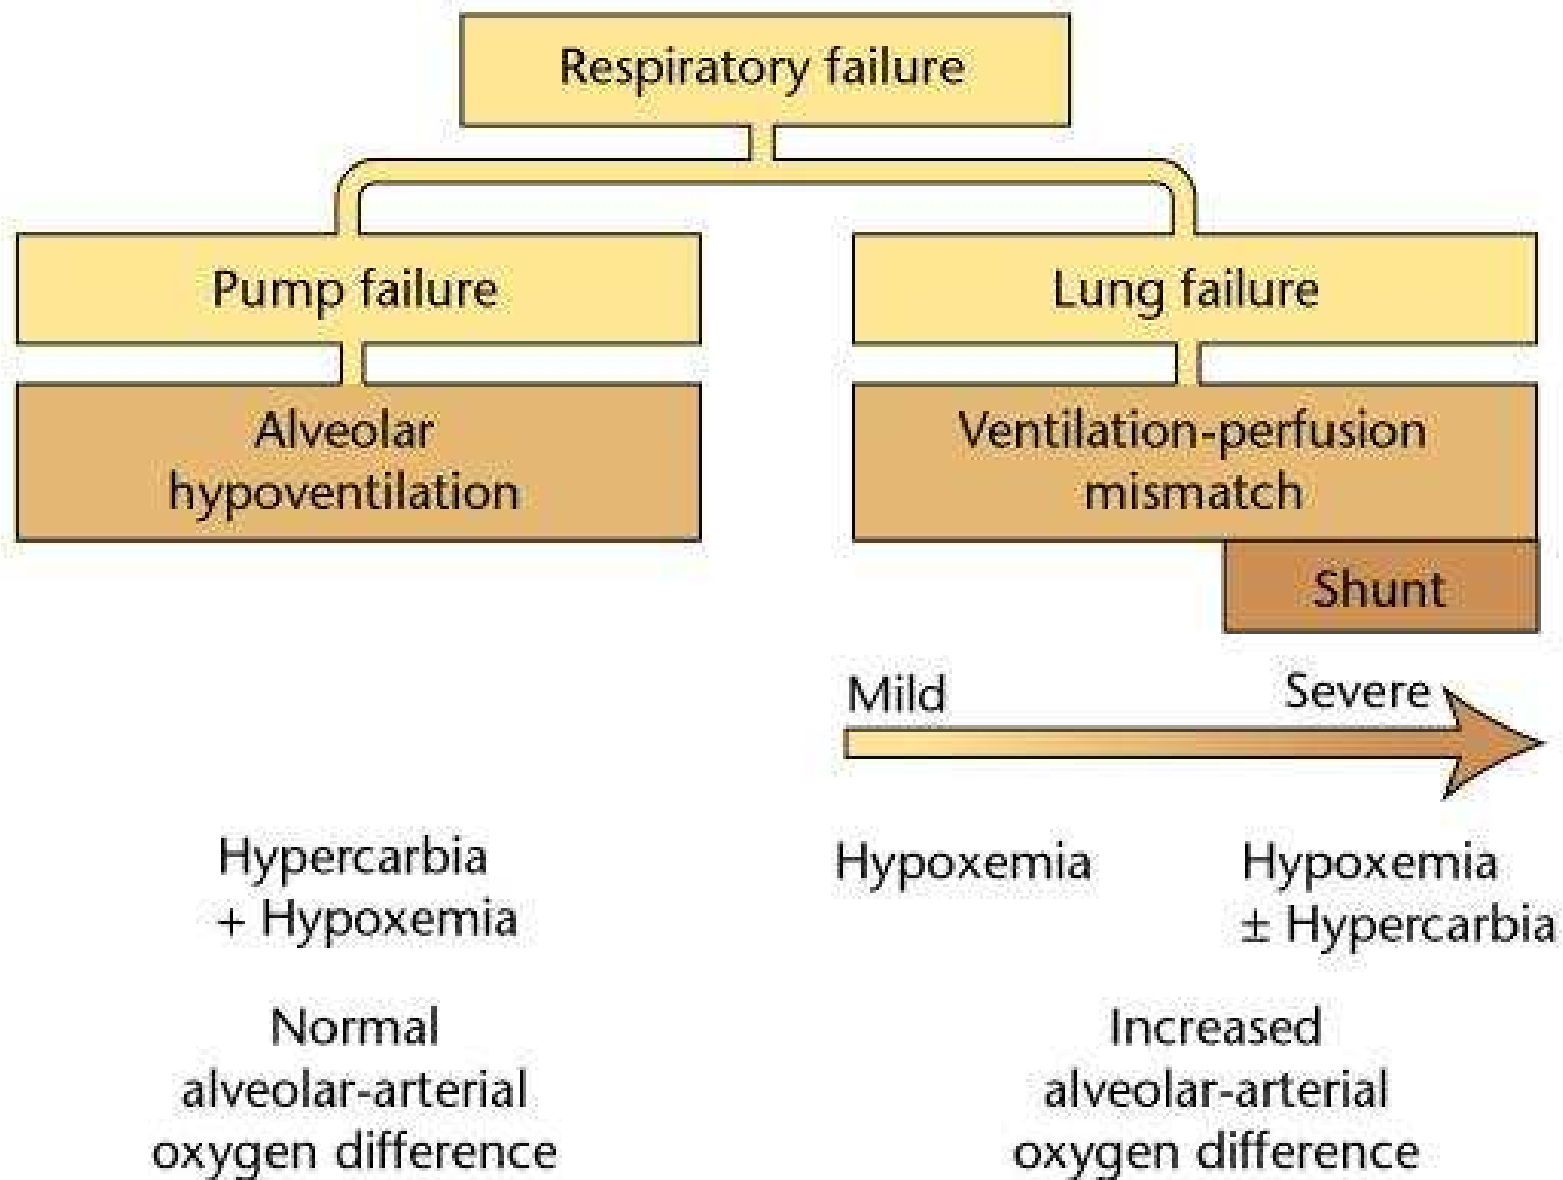 Respiratory failure
Pump failure
Lung failure
Alveolar
hypoventilation
Ventilation-perfusion
mismatch
Shunt
Mild
Severe
Hypercarbia
+ Hypoxemia
Hypoxemia
Hypoxemia
± Hypercarbia
Normal
alveolar-arterial
oxygen difference
Increased
alveolar-arterial
oxygen difference